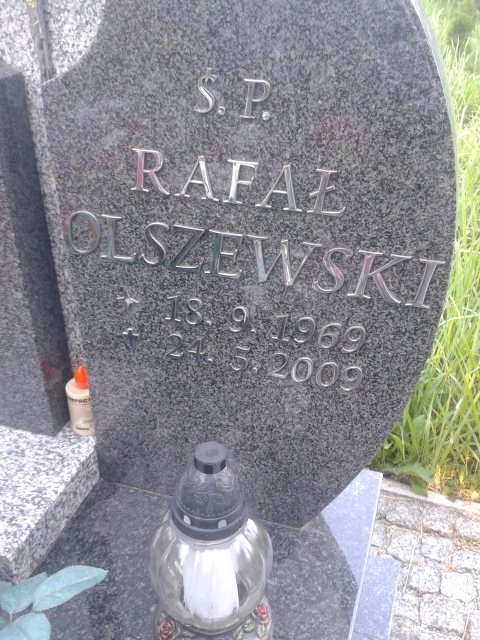 Ś. P.
RAFAŁ
OLSZEWSKI
* 18. 9. 1969
+ 24. 5. 2009